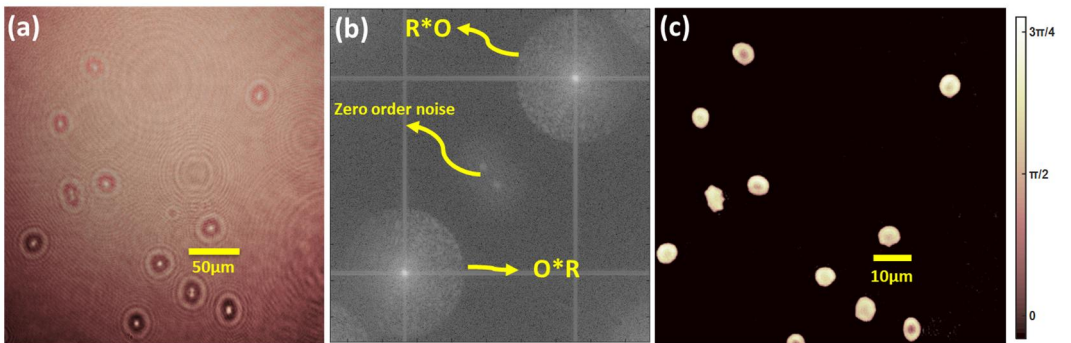 (a)
50μm
(b)
R*O
Zero order noise
O*R
(c)
10μm
3π/4
π/2
0